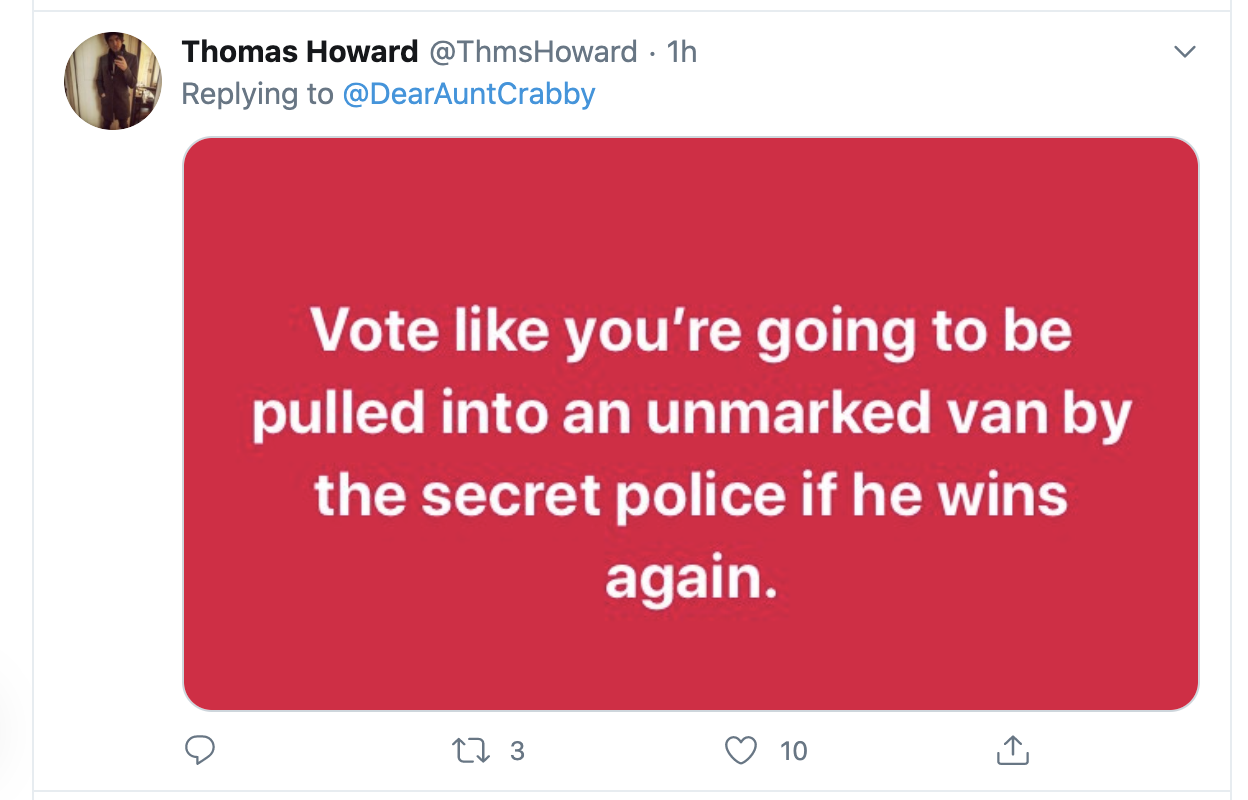 Thomas Howard @ThmsHoward · 1h
Replying to @DearAuntCrabby
Vote like you’re going to be
pulled into an unmarked van by
the secret police if he wins
again.
3 10